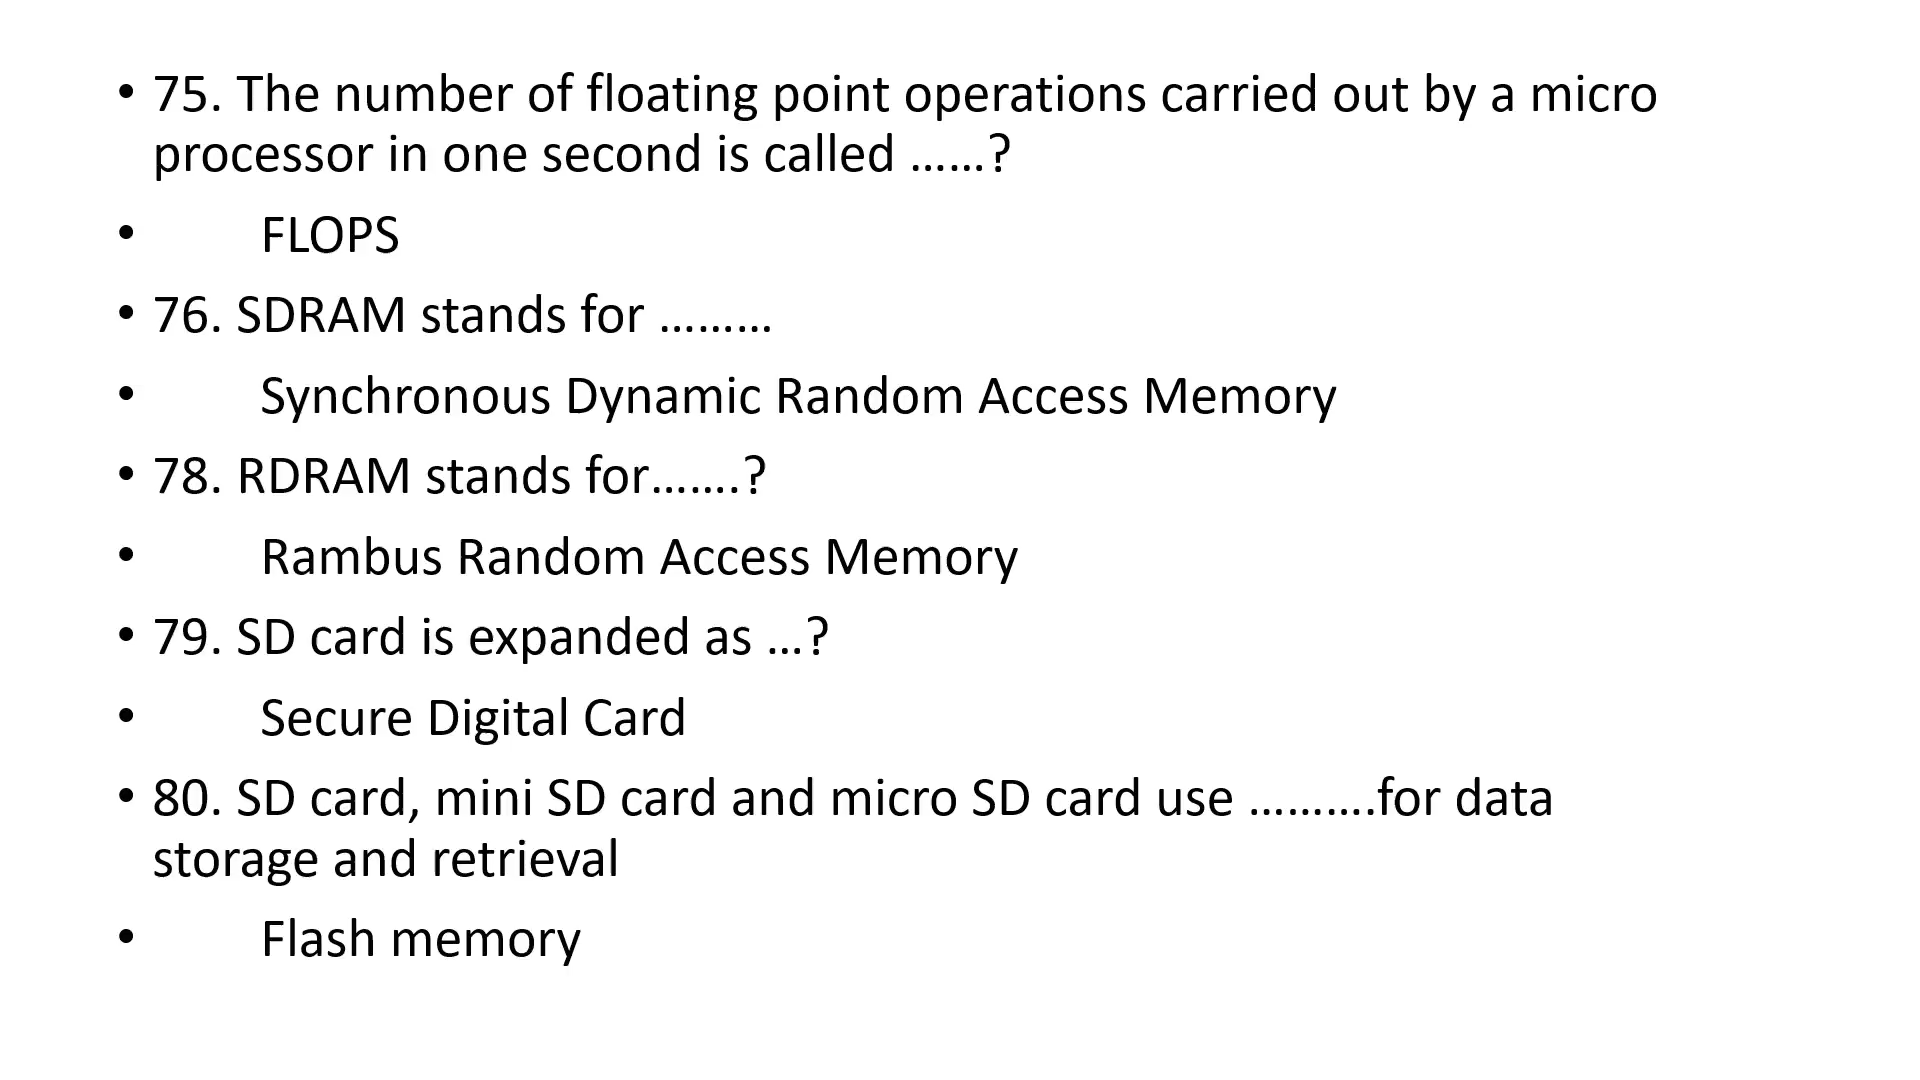 • 75. The number of floating point operations carried out by a micro
processor in one second is called ……?
• FLOPS
• 76. SDRAM stands for ………
• Synchronous Dynamic Random Access Memory
• 78. RDRAM stands for…….?
• Rambus Random Access Memory
• 79. SD card is expanded as …?
• Secure Digital Card
• 80. SD card, mini SD card and micro SD card use ……….for data
storage and retrieval
• Flash memory